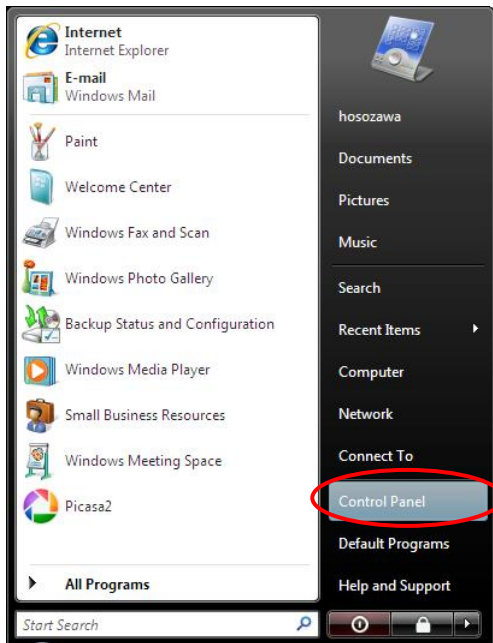 Internet
Internet Explorer
E-mail
Windows Mail
Paint
Welcome Center
Windows Fax and Scan
Windows Photo Gallery
Backup Status and Configuration
Windows Media Player
Small Business Resources
Windows Meeting Space
Picasa2
All Programs
Start Search
hosozawa
Documents
Pictures
Music
Search
Recent Items
Computer
Network
Connect To
Control Panel
Default Programs
Help and Support